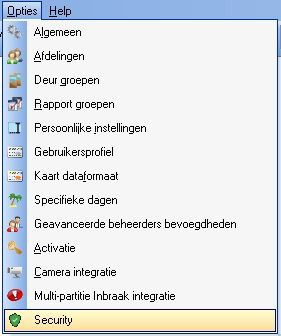 Opties Help
Algemeen
Afdelingen
Deur groepen
Rapport groepen
Persoonlijke instellingen
Gebruikersprofiel
Kaart dataformaat
Specifieke dagen
Geavanceerde beheerders bevoegdheden
Activatie
Camera integratie
Multi-partitie Inbraak integratie
Security